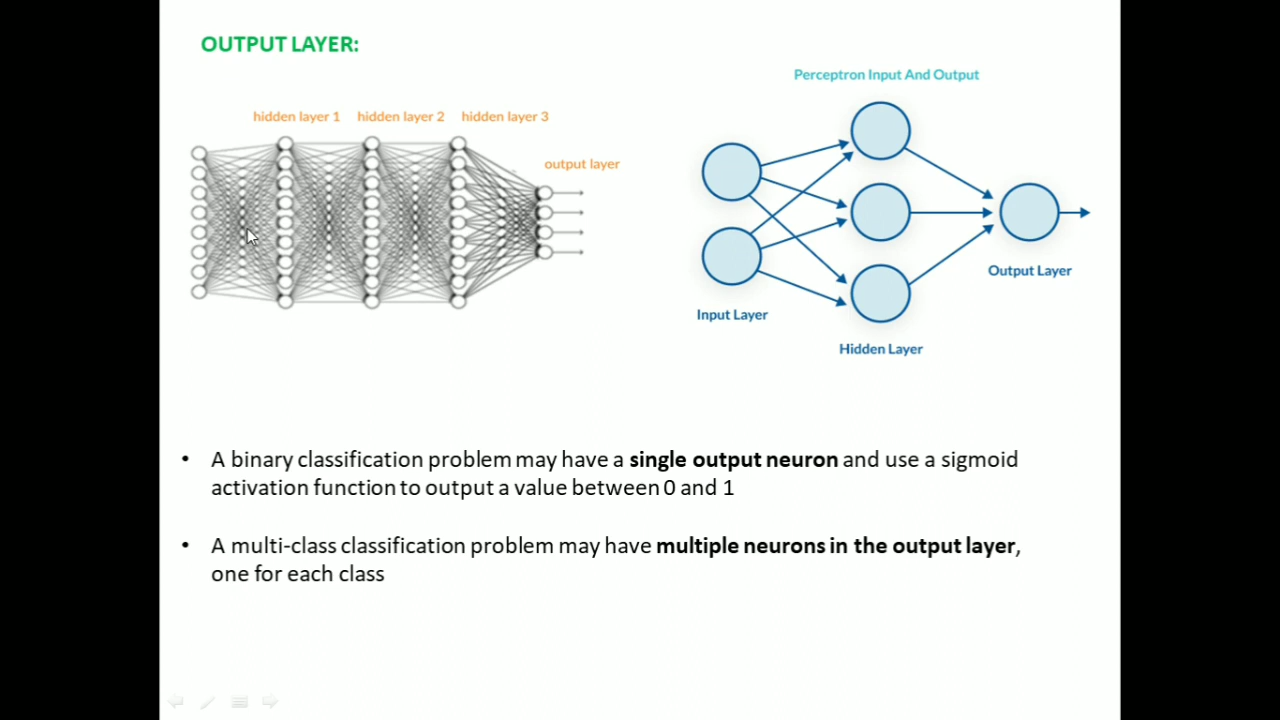 OUTPUT LAYER:
hidden layer 1 hidden layer 2 hidden layer 3
output layer
Perceptron Input And Output
Input Layer
Hidden Layer
Output Layer
• A binary classification problem may have a single output neuron and use a sigmoid
activation function to output a value between 0 and 1
• A multi-class classification problem may have multiple neurons in the output layer,
one for each class